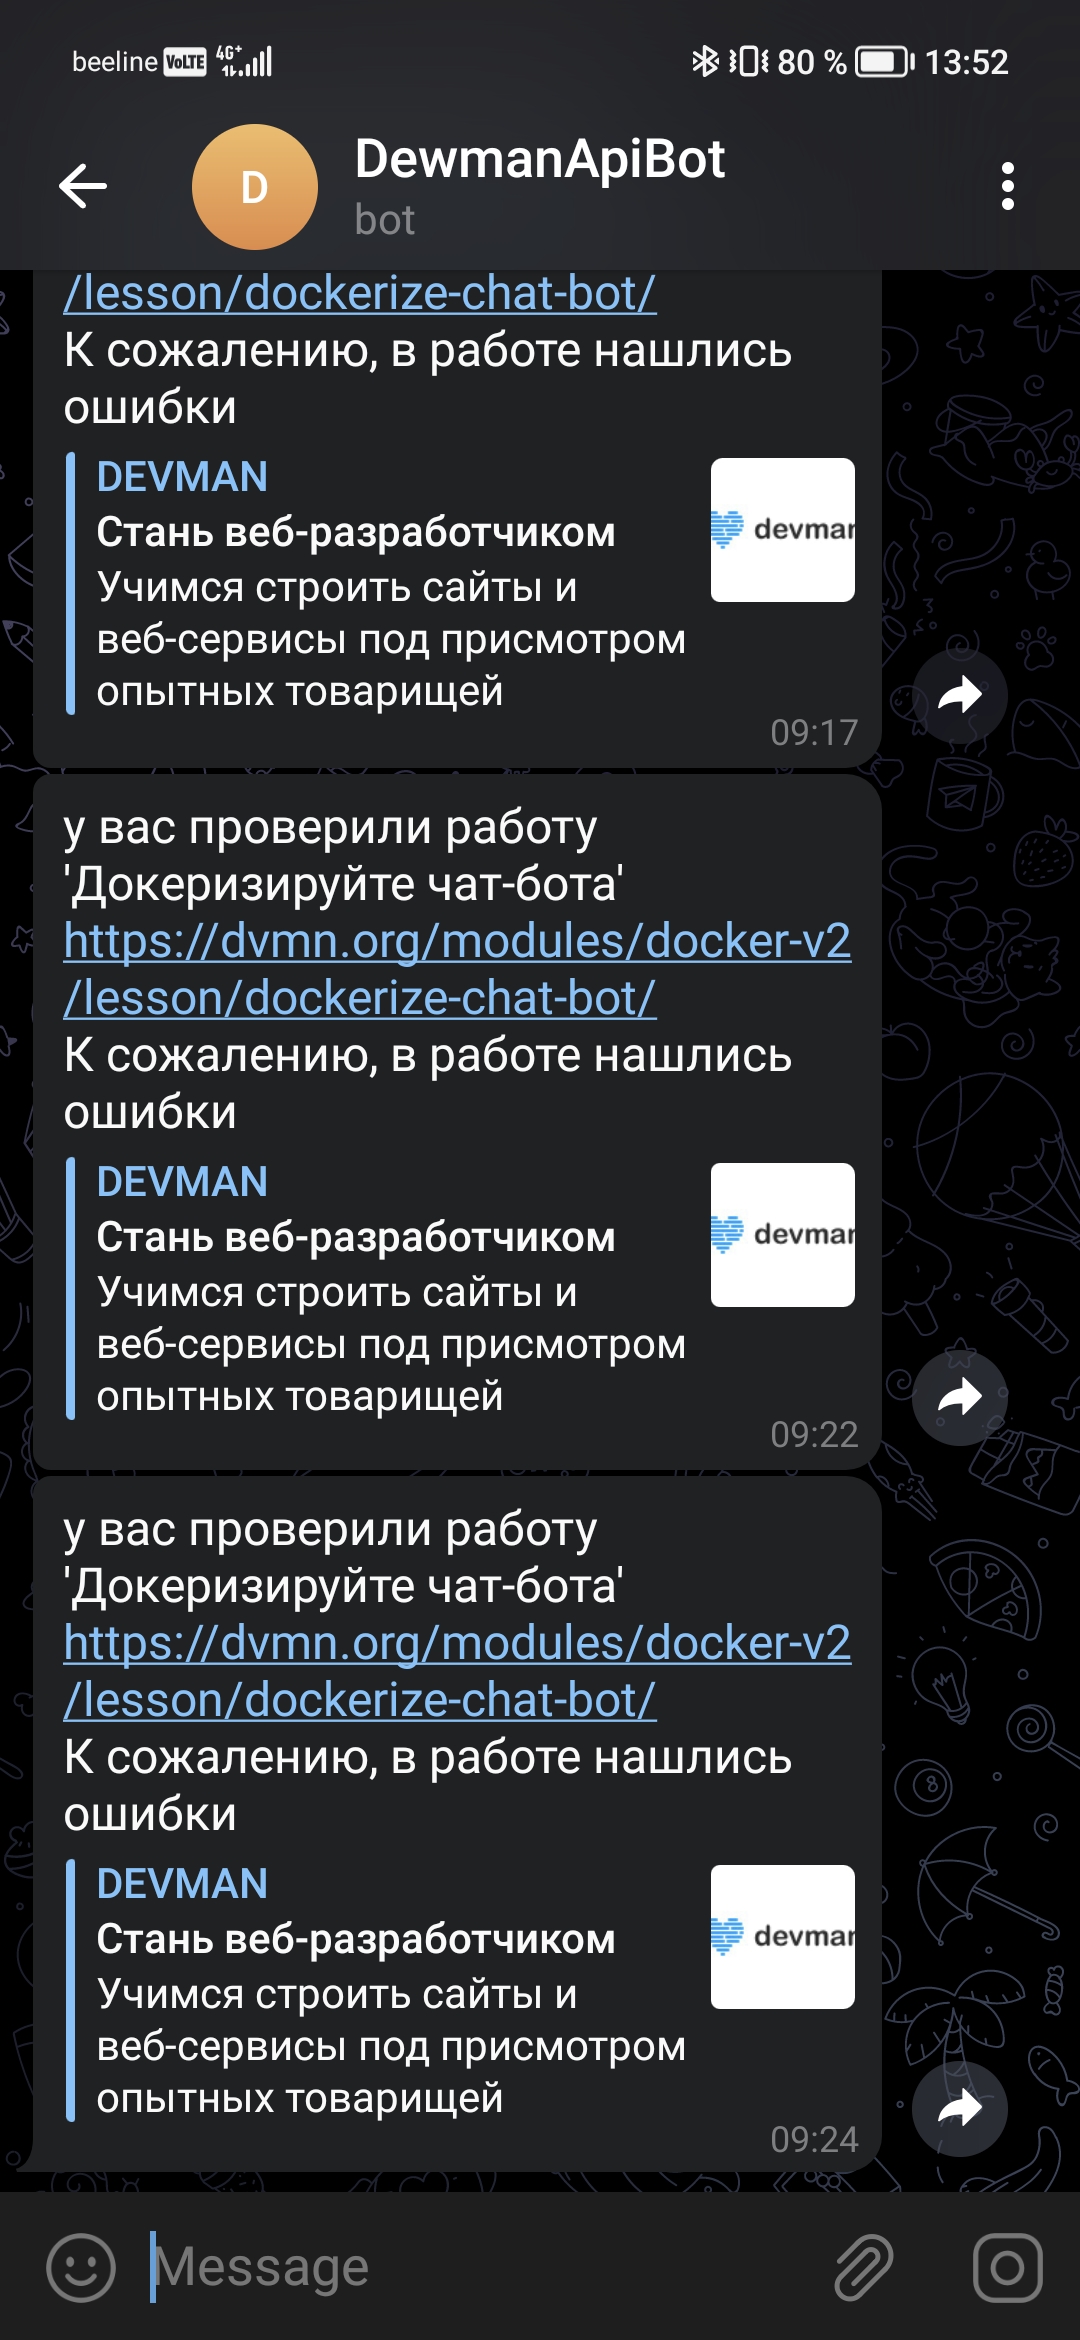 beeline VoLTE 4G+ 80 % 13:52
D
DewmanApiBot
bot
/lesson/dockerize-chat-bot/
К сожалению, в работе нашлись
ошибки
DEVMAN
Стань веб-разработчиком
devman
Учимся строить сайты и
веб-сервисы под присмотром
опытных товарищей
09:17
у вас проверили работу
'Докеризируйте чат-бота'
https://dvmn.org/modules/docker-v2
/lesson/dockerize-chat-bot/
К сожалению, в работе нашлись
ошибки
DEVMAN
Стань веб-разработчиком
devman
Учимся строить сайты и
веб-сервисы под присмотром
опытных товарищей
09:22
у вас проверили работу
'Докеризируйте чат-бота'
https://dvmn.org/modules/docker-v2
/lesson/dockerize-chat-bot/
К сожалению, в работе нашлись
ошибки
DEVMAN
Стань веб-разработчиком
devman
Учимся строить сайты и
веб-сервисы под присмотром
опытных товарищей
09:24
Message